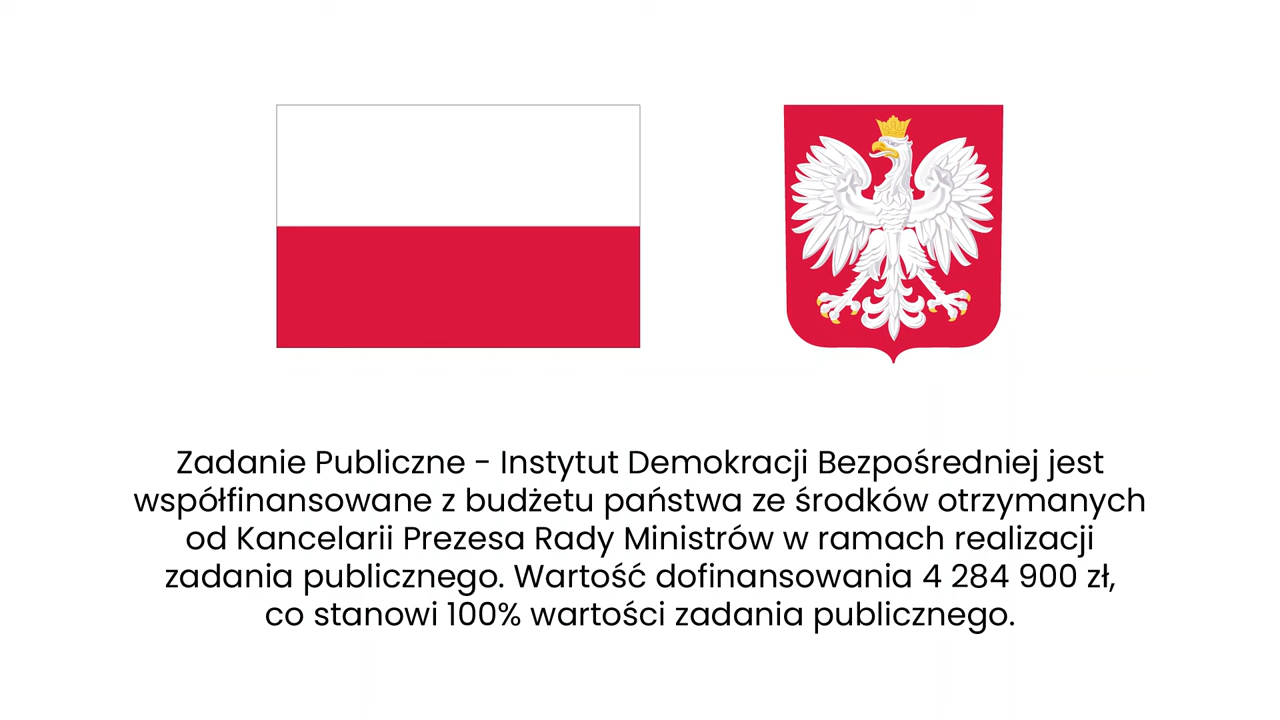 Zadanie Publiczne - Instytut Demokracji Bezpośredniej jest
współfinansowane z budżetu państwa ze środków otrzymanych
od Kancelarii Prezesa Rady Ministrów w ramach realizacji
zadania publicznego. Wartość dofinansowania 4 284 900 zł,
co stanowi 100% wartości zadania publicznego.